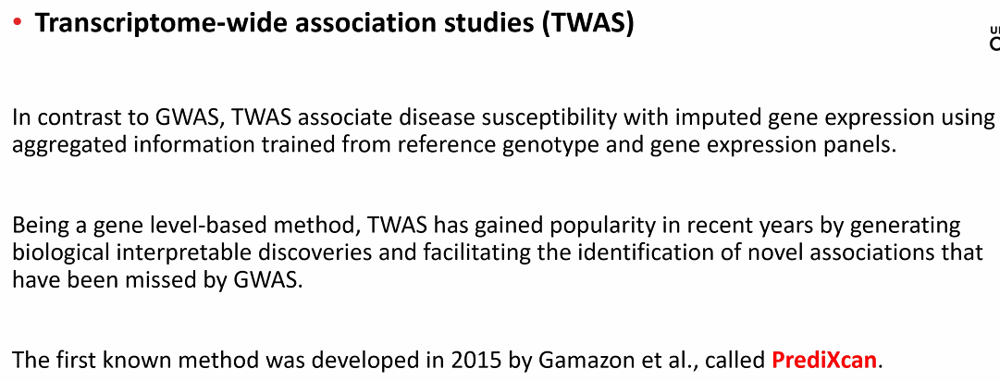 • Transcriptome-wide association studies (TWAS)
In contrast to GWAS, TWAS associate disease susceptibility with imputed gene expression using
aggregated information trained from reference genotype and gene expression panels.
Being a gene level-based method, TWAS has gained popularity in recent years by generating
biological interpretable discoveries and facilitating the identification of novel associations that
have been missed by GWAS.
The first known method was developed in 2015 by Gamazon et al., called PrediXcan.